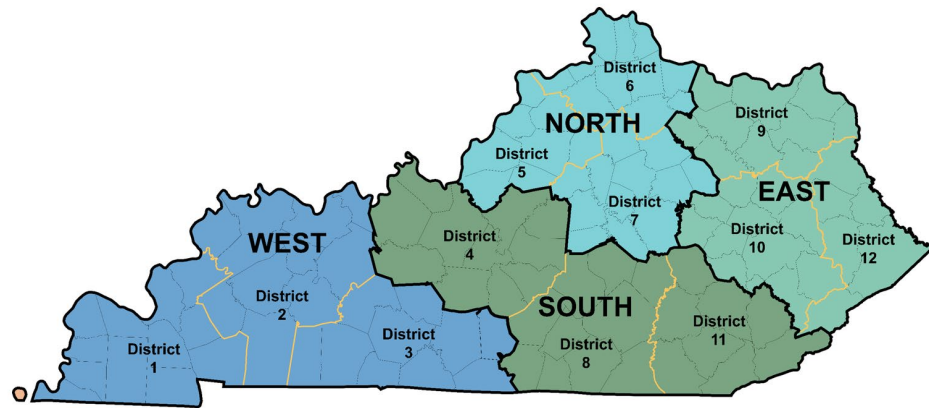 District
6
NORTH
District
5
District
7
District
9
EAST
District
10
District
12
WEST
District
4
District
2
District
1
District
3
SOUTH
District
8
District
11